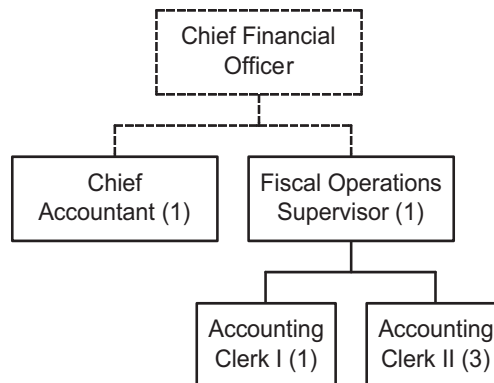 Chief Financial
Officer
Chief
Accountant (1)
Fiscal Operations
Supervisor (1)
Accounting
Clerk I (1)
Accounting
Clerk II (3)